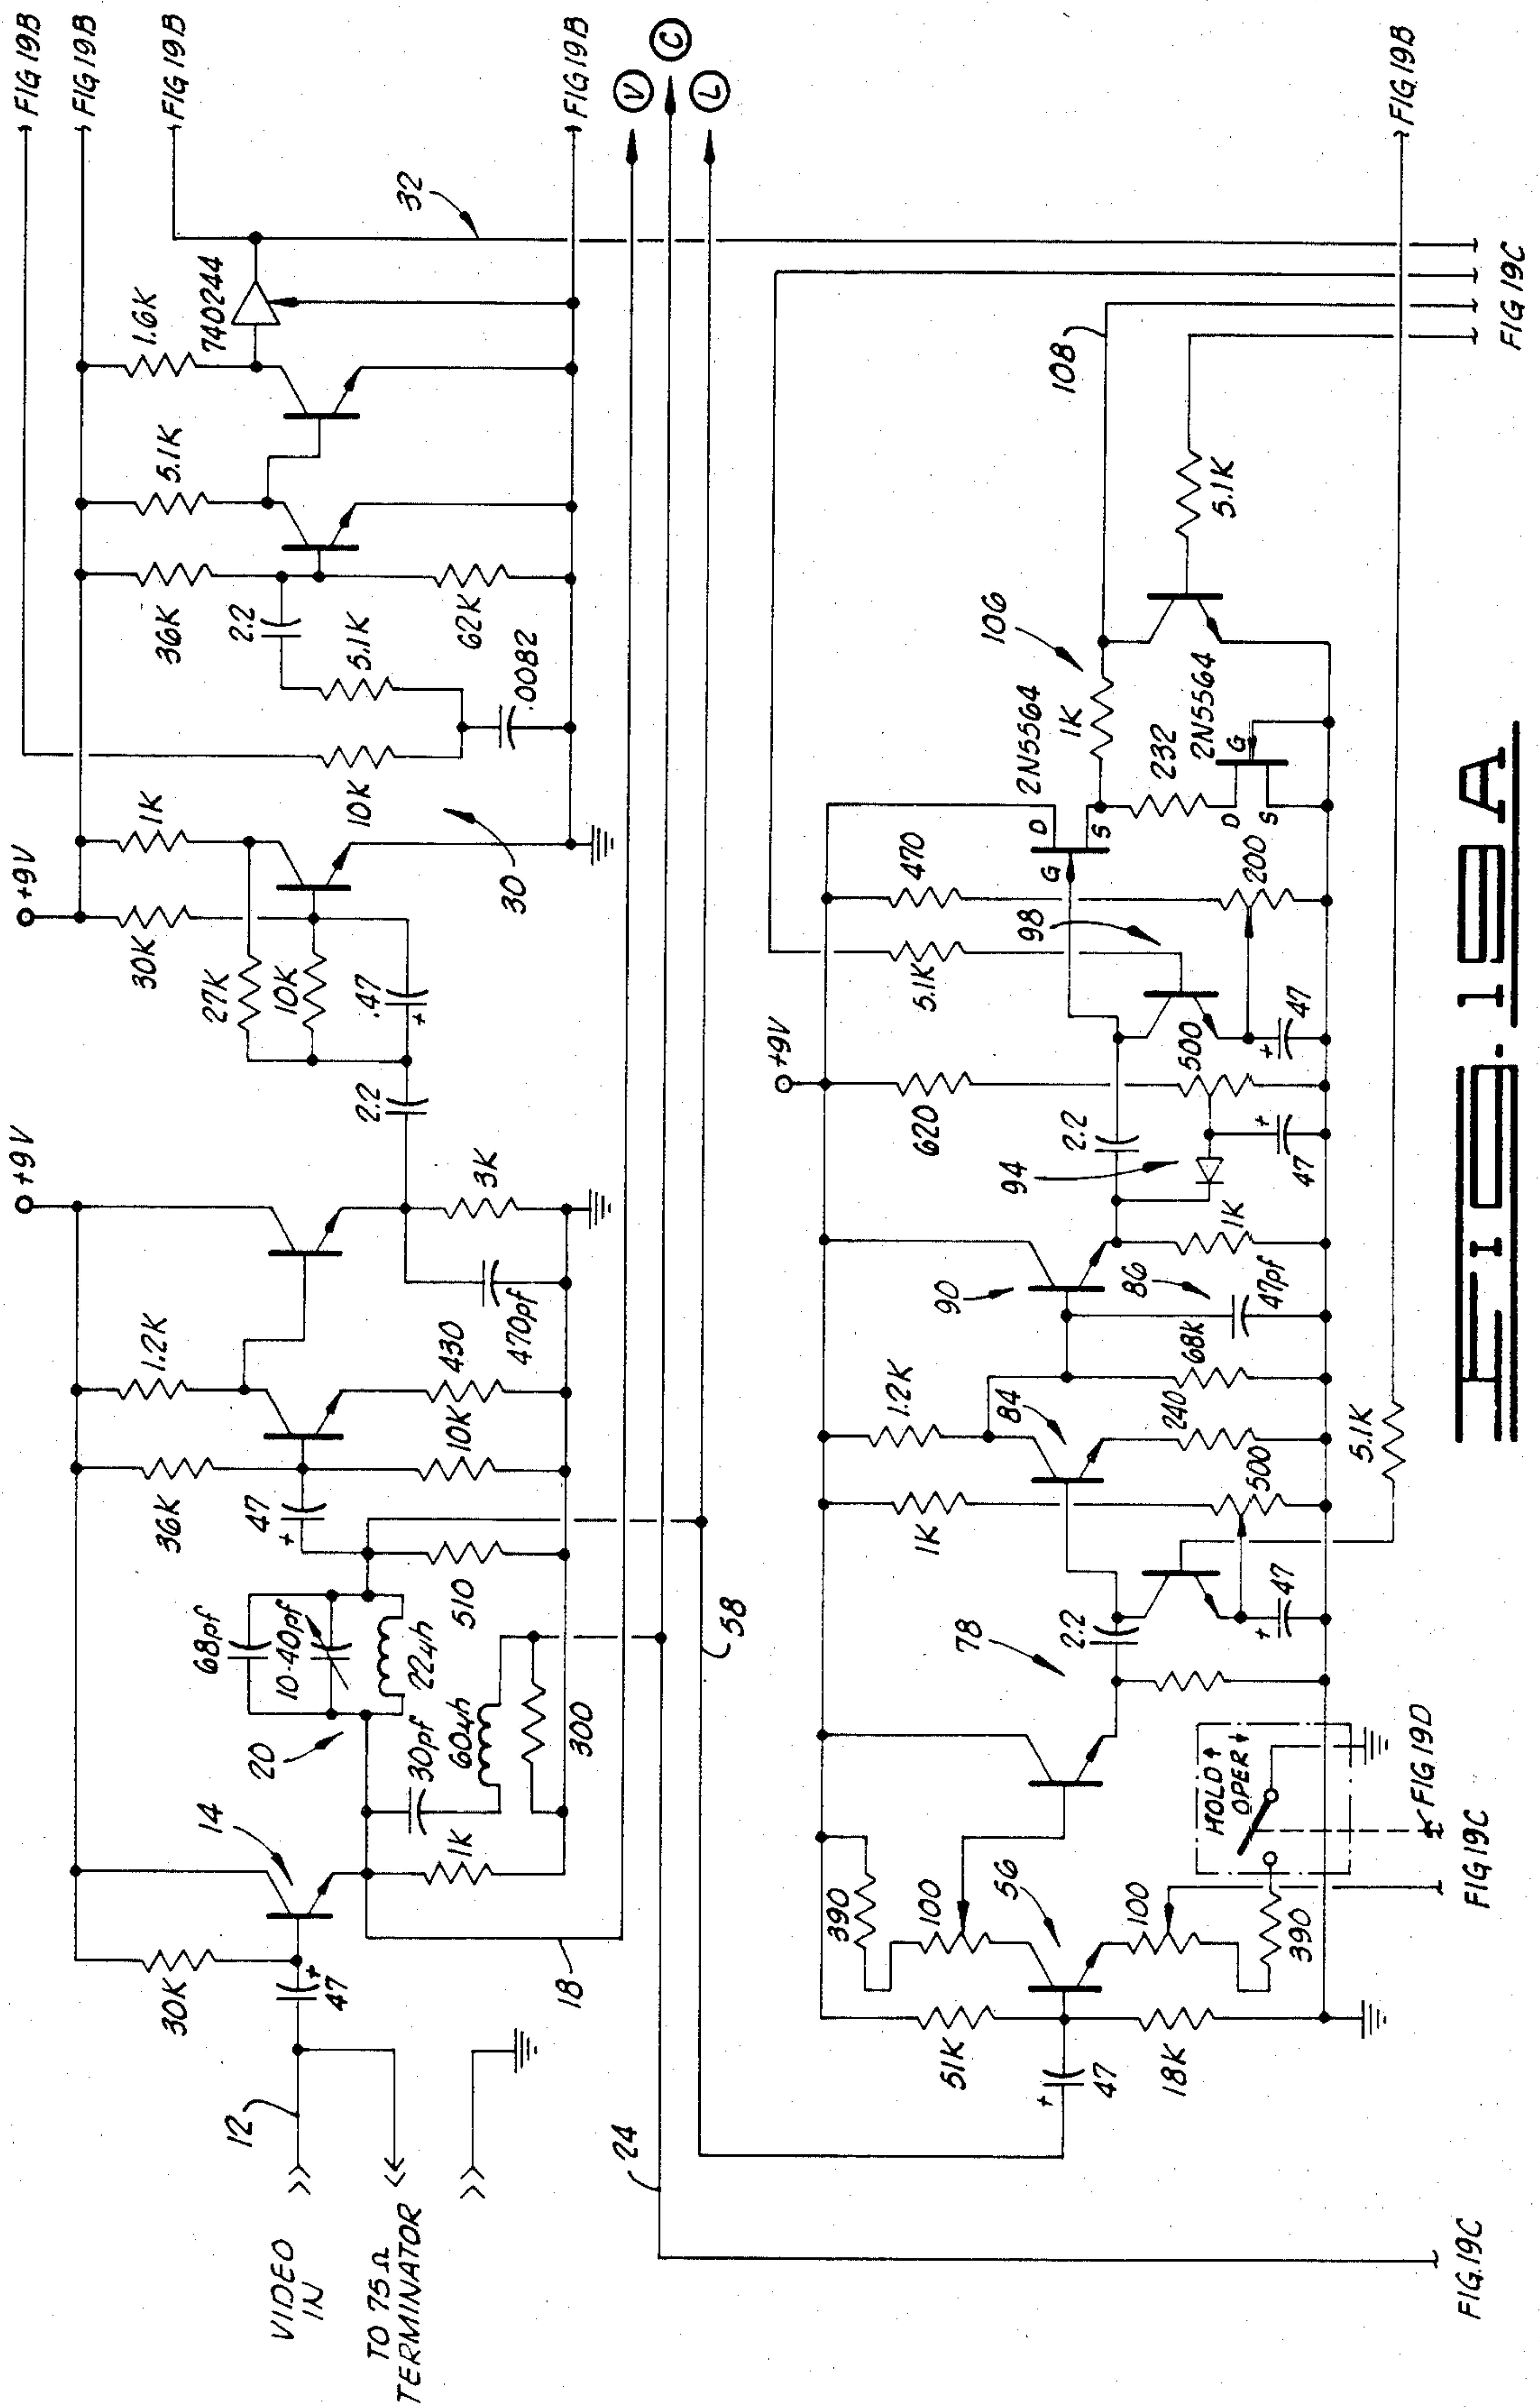 VIDEO
IN
12
TO 75Ω
TERMINATOR
30K
47
+
14
18
1K
20
68pf
10-40pf
22µh
30pf
60µh
300
510
36K
47
+
1.2K
10K
430
470pf
+9V
3K
2.2
27K
10K
.47
+
30K
+9V
1K
30
10K
5.1K
.0082
2.2
36K
62K
5.1K
1.6K
740244
32
FIG 19B
FIG 19B
FIG 19B
FIG 19B
V
C
L
24
58
+
47
51K
18K
390
100
56
100
390
HOLD
OPER
FIG 19D
FIG 19C
FIG.19C
78
2.2
+
47
1K
500
5.1K
84
1.2K
240
68K
90
86
47pf
1K
94
2.2
+9V
620
500
+
47
98
5.1K
+
47
470
200
G
D
S
2N5564
1K
232
106
D
G
S
2N5564
108
5.1K
FIG 19C
FIG.19B
FIG.19A